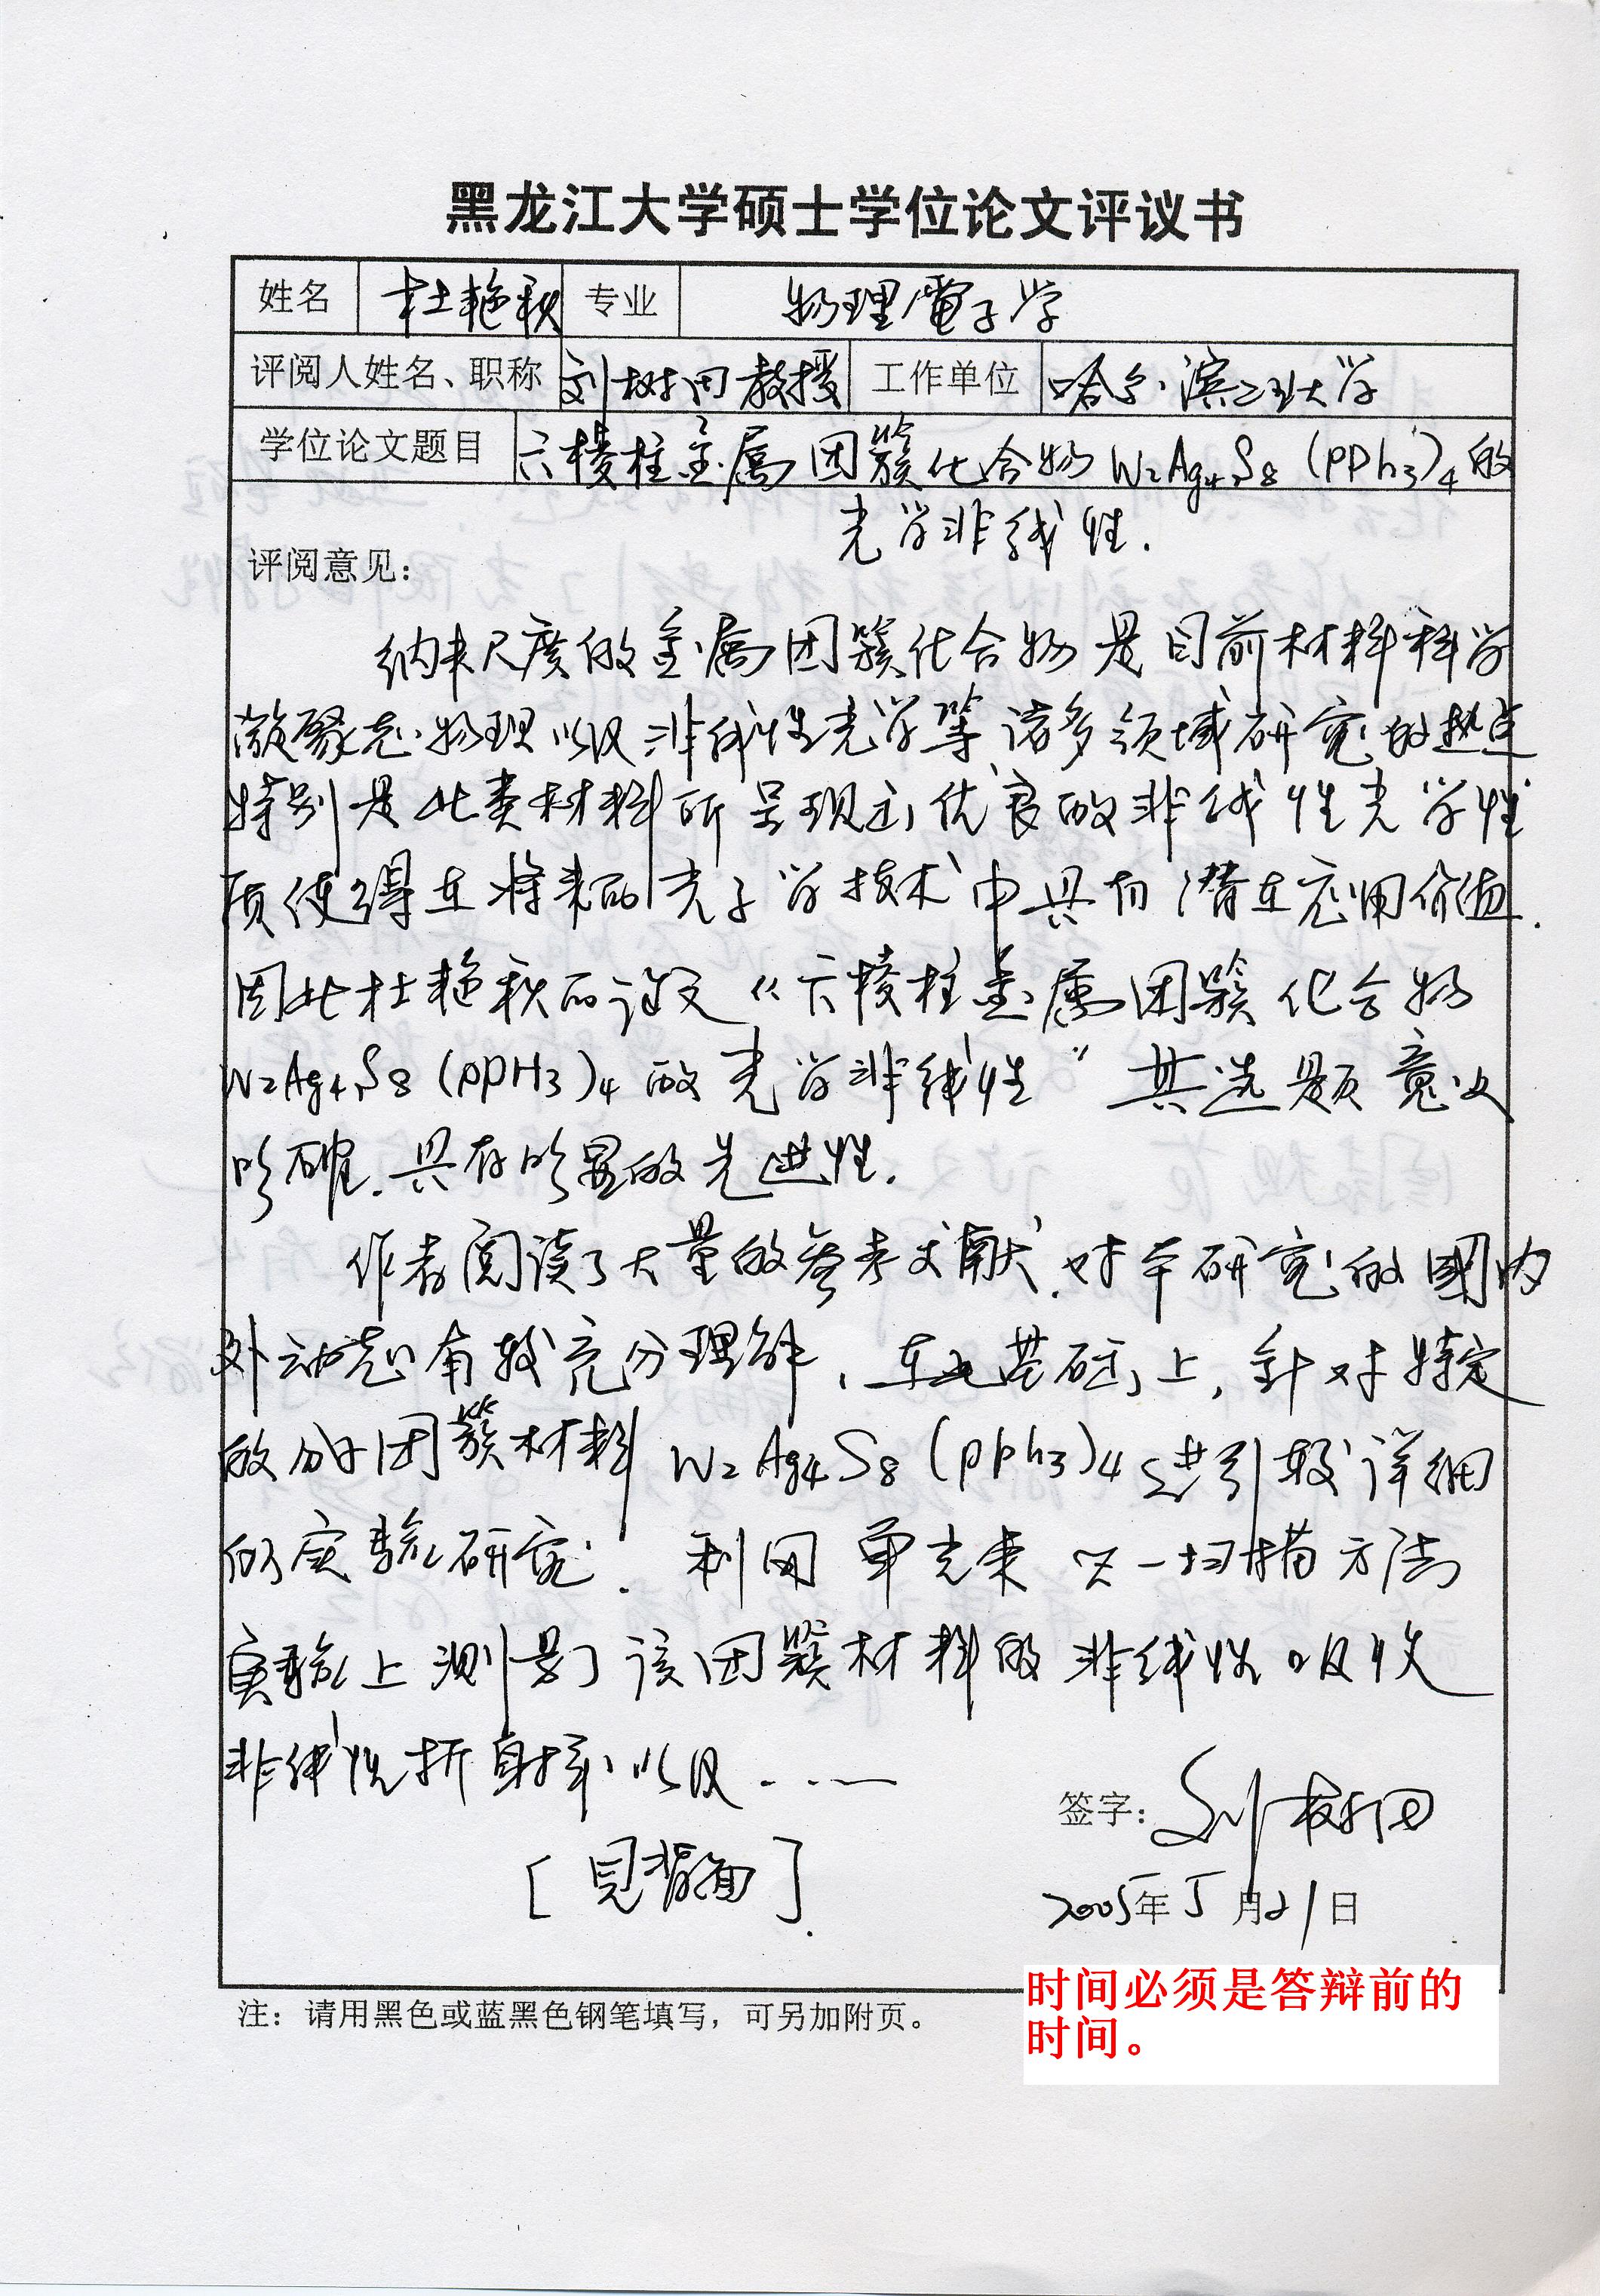 黑龙江大学硕士学位论文评议书
姓名 杜艳秋 专业 物理電子学
评阅人姓名、职称 刘树田 教授 工作单位 哈尔滨工业大学
学位论文题目 六棱柱金属团簇化合物 W2Ag4S8 (pph3)4 的
光学非线性.
评阅意见:
纳米尺度的金属团簇化合物是目前材料科学
凝聚态物理以及非线性光学等诸多领域研究的热点
特别是此类材料所呈现出优良的非线性光学性
质使得在将来的光子学技术中具有潜在应用价值.
因此杜艳秋的论文《六棱柱金属团簇化合物
W2Ag4S8 (ppH3)4 的光学非线性" 其选题意义
明确. 具有明显的先进性.
作者阅读了大量的参考文献. 对本研究的國内
外动态有较充分理解, 在此基础上, 针对特定
的分子团簇材料 W2Ag4S8 (pph3)4 进行较详细
的实验研究. 利用单光束 Z-扫描方法
实验上测量了该团簇材料的非线性吸收
非线性折射率以及 ....—
签字: 刘树田
[見背面].
2005年5月21日
注: 请用黑色或蓝黑色钢笔填写, 可另加附页。
时间必须是答辩前的
时间。